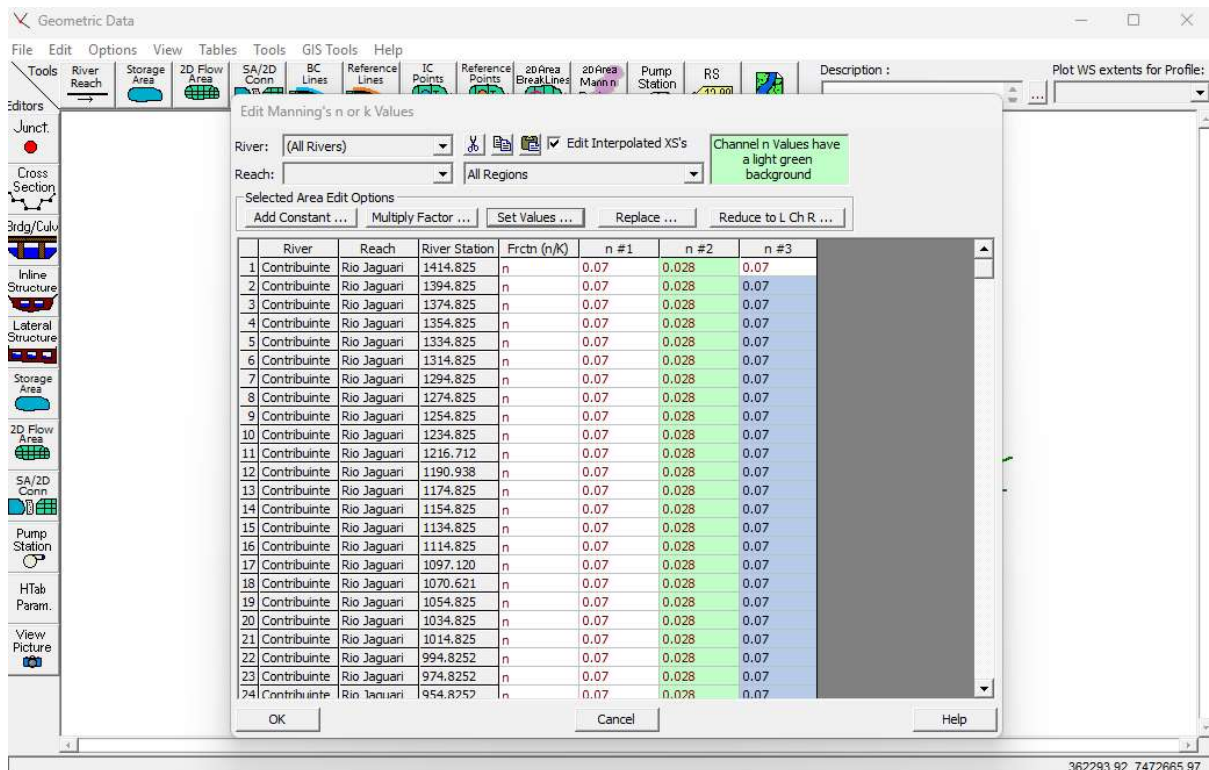 Geometric Data
File Edit Options View Tables Tools GIS Tools Help
Tools
Editors
River Reach
Storage Area
2D Flow Area
SA/2D Conn
BC Lines
Reference Lines
IC Points
Reference Points
2D Area BreakLines
2D Area Mann n
Pump Station
RS
Description :
Plot WS extents for Profile:
...
Junct.
Cross Section
Brdg/Culv
Inline Structure
Lateral Structure
Storage Area
2D Flow Area
SA/2D Conn
Pump Station
HTab Param.
View Picture
Edit Manning's n or k Values
River: (All Rivers) Edit Interpolated XS's
Reach: All Regions
Channel n Values have
a light green
background
Selected Area Edit Options
Add Constant ... Multiply Factor ... Set Values ... Replace ... Reduce to L Ch R ...
River Reach River Station Frctn (n/K) n #1 n #2 n #3
1 Contribuinte Rio Jaguari 1414.825 n 0.07 0.028 0.07
2 Contribuinte Rio Jaguari 1394.825 n 0.07 0.028 0.07
3 Contribuinte Rio Jaguari 1374.825 n 0.07 0.028 0.07
4 Contribuinte Rio Jaguari 1354.825 n 0.07 0.028 0.07
5 Contribuinte Rio Jaguari 1334.825 n 0.07 0.028 0.07
6 Contribuinte Rio Jaguari 1314.825 n 0.07 0.028 0.07
7 Contribuinte Rio Jaguari 1294.825 n 0.07 0.028 0.07
8 Contribuinte Rio Jaguari 1274.825 n 0.07 0.028 0.07
9 Contribuinte Rio Jaguari 1254.825 n 0.07 0.028 0.07
10 Contribuinte Rio Jaguari 1234.825 n 0.07 0.028 0.07
11 Contribuinte Rio Jaguari 1216.712 n 0.07 0.028 0.07
12 Contribuinte Rio Jaguari 1190.938 n 0.07 0.028 0.07
13 Contribuinte Rio Jaguari 1174.825 n 0.07 0.028 0.07
14 Contribuinte Rio Jaguari 1154.825 n 0.07 0.028 0.07
15 Contribuinte Rio Jaguari 1134.825 n 0.07 0.028 0.07
16 Contribuinte Rio Jaguari 1114.825 n 0.07 0.028 0.07
17 Contribuinte Rio Jaguari 1097.120 n 0.07 0.028 0.07
18 Contribuinte Rio Jaguari 1070.621 n 0.07 0.028 0.07
19 Contribuinte Rio Jaguari 1054.825 n 0.07 0.028 0.07
20 Contribuinte Rio Jaguari 1034.825 n 0.07 0.028 0.07
21 Contribuinte Rio Jaguari 1014.825 n 0.07 0.028 0.07
22 Contribuinte Rio Jaguari 994.8252 n 0.07 0.028 0.07
23 Contribuinte Rio Jaguari 974.8252 n 0.07 0.028 0.07
24 Contribuinte Rio Jaguari 954.8252 n 0.07 0.028 0.07
OK Cancel Help
362293.92, 7472665.97